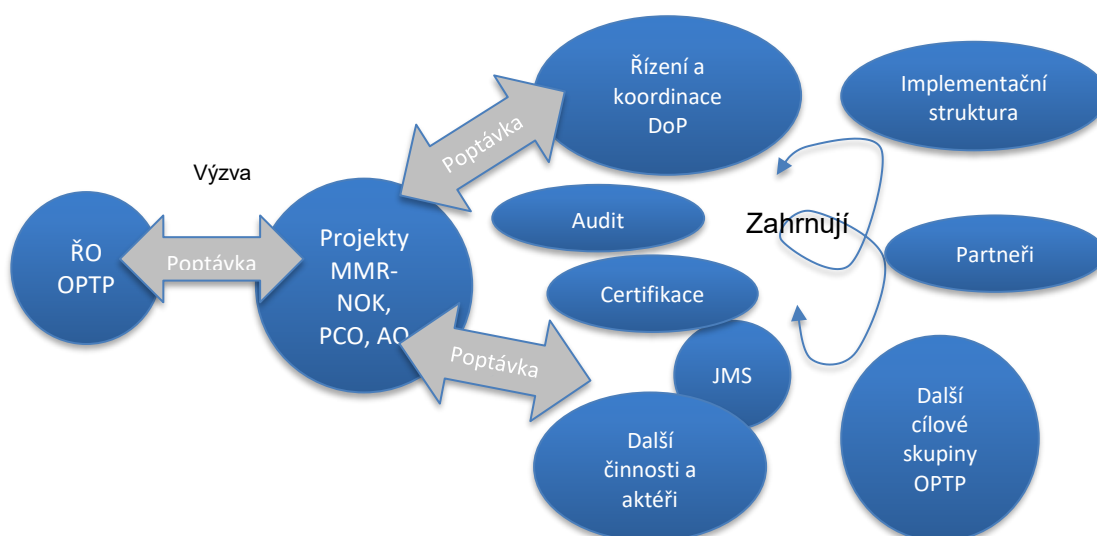 Výzva
ŘO
OPTP
Poptávka
Projekty
MMR-
NOK,
PCO, AO
Poptávka
Poptávka
Řízení a
koordinace
DoP
Audit
Certifikace
JMS
Další
činnosti a
aktéři
Zahrnují
Implementační
struktura
Partneři
Další
cílové
skupiny
OPTP